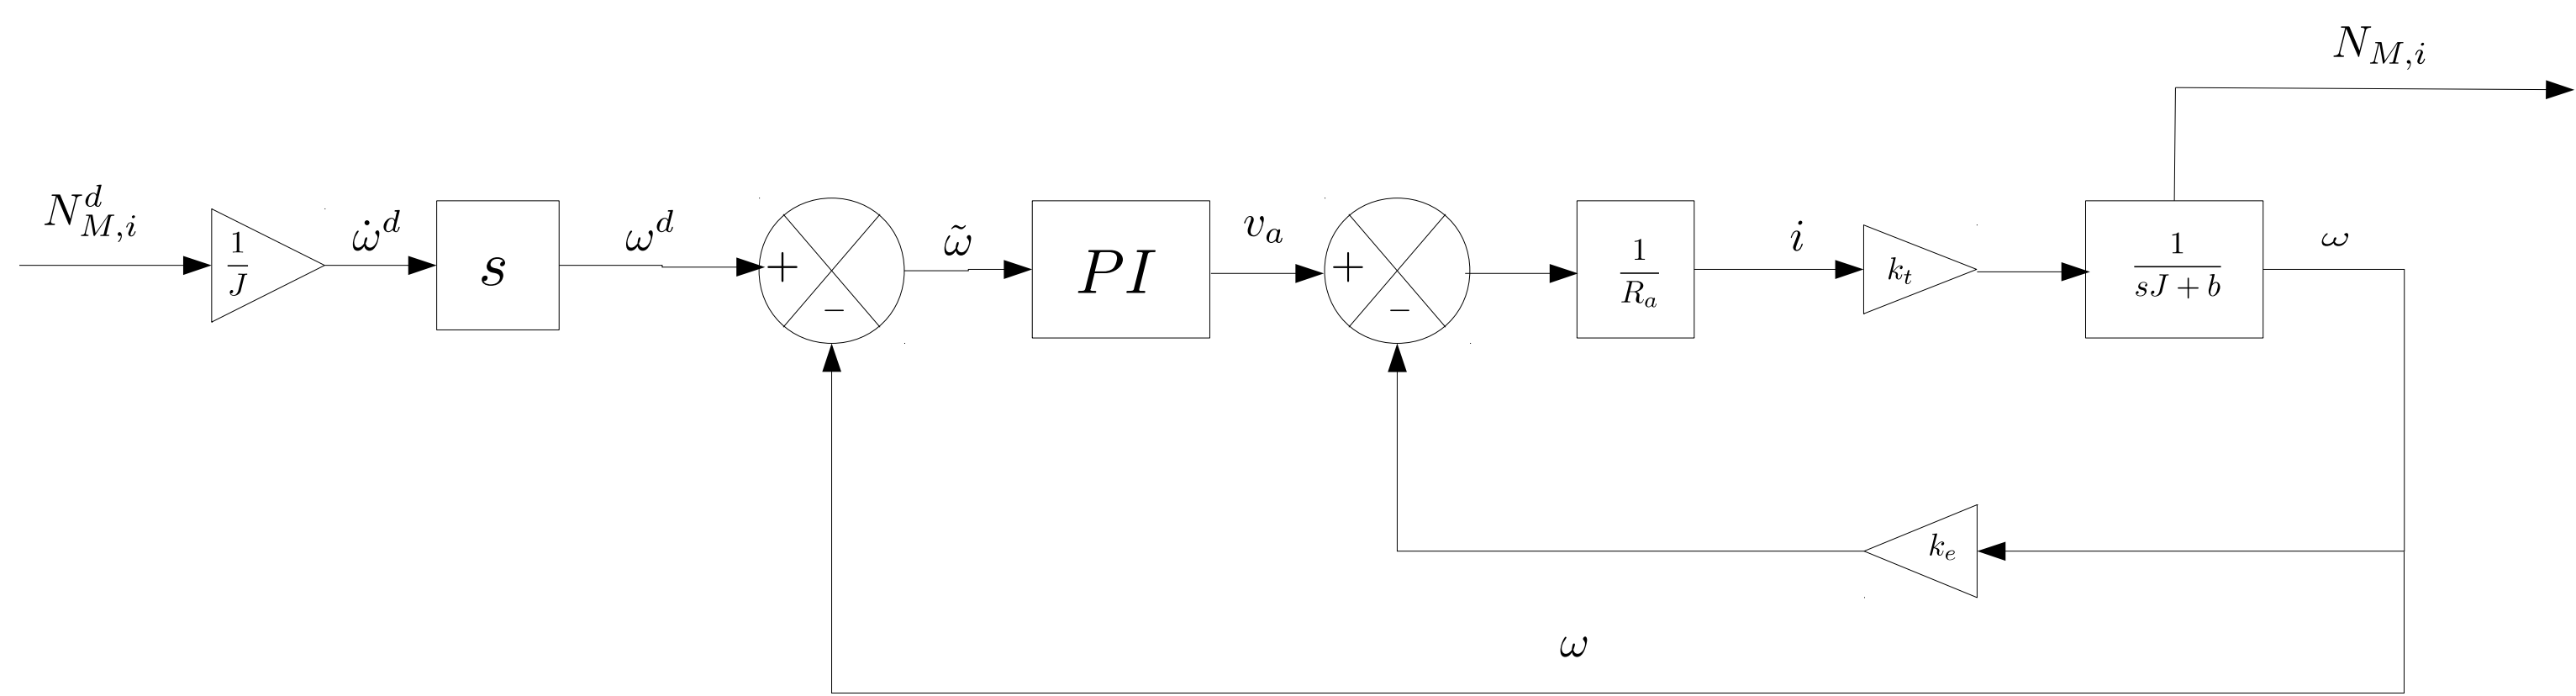 N_{M,i}
N^d_{M,i}
1/J
ω̇^d
s
ω^d
+
−
ω̃
PI
v_a
+
−
1/R_a
i
k_t
1/(sJ + b)
ω
k_e
ω